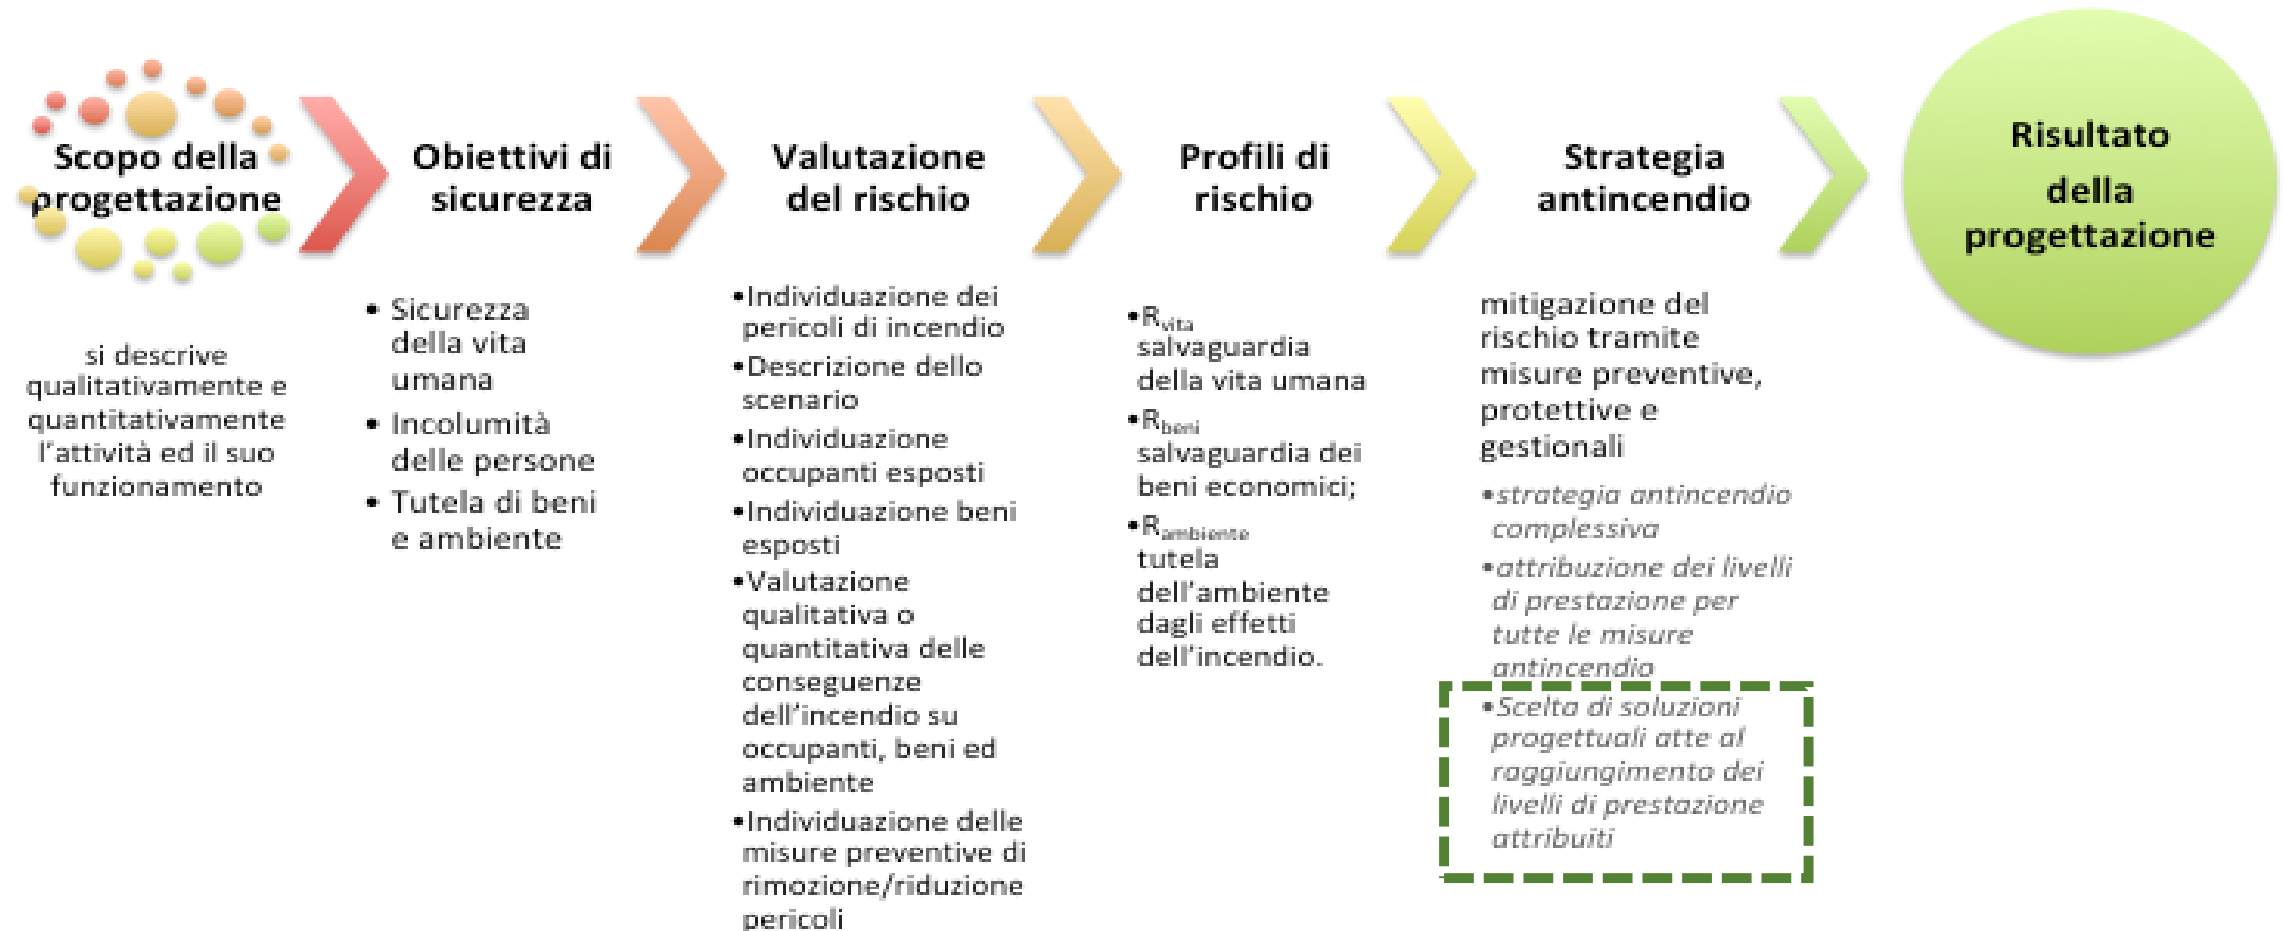 Scopo della
progettazione
si descrive
qualitativamente e
quantitativamente
l'attività ed il suo
funzionamento
Obiettivi di
sicurezza
• Sicurezza
della vita
umana
• Incolumità
delle persone
• Tutela di beni
e ambiente
Valutazione
del rischio
•Individuazione dei
pericoli di incendio
•Descrizione dello
scenario
•Individuazione
occupanti esposti
•Individuazione beni
esposti
•Valutazione
qualitativa o
quantitativa delle
conseguenze
dell'incendio su
occupanti, beni ed
ambiente
•Individuazione delle
misure preventive di
rimozione/riduzione
pericoli
Profili di
rischio
•Rvita
salvaguardia
della vita umana
•Rbeni
salvaguardia dei
beni economici;
•Rambiente
tutela
dell'ambiente
dagli effetti
dell'incendio.
Strategia
antincendio
mitigazione del
rischio tramite
misure preventive,
protettive e
gestionali
•strategia antincendio
complessiva
•attribuzione dei livelli
di prestazione per
tutte le misure
antincendio
•Scelta di soluzioni
progettuali atte al
raggiungimento dei
livelli di prestazione
attribuiti
Risultato
della
progettazione